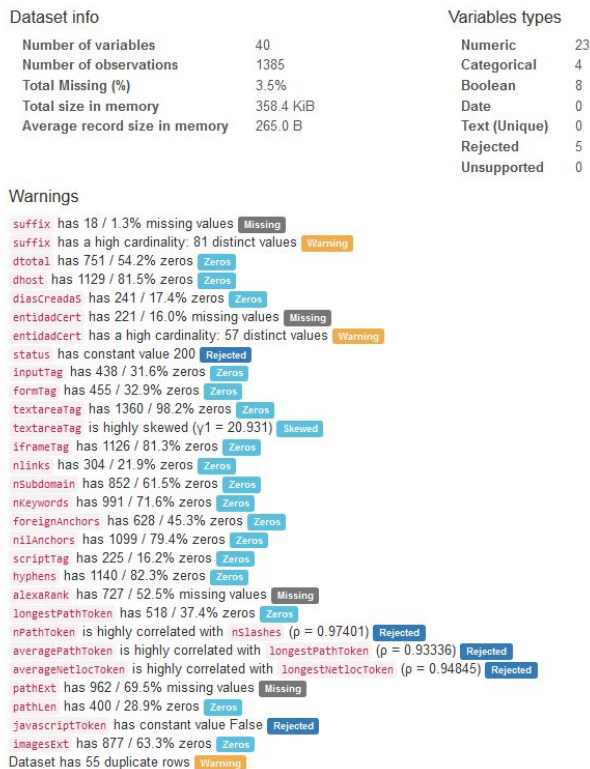 Dataset info
Number of variables 40
Number of observations 1385
Total Missing (%) 3.5%
Total size in memory 358.4 KiB
Average record size in memory 265.0 B
Variables types
Numeric 23
Categorical 4
Boolean 8
Date 0
Text (Unique) 0
Rejected 5
Unsupported 0
Warnings
suffix has 18 / 1.3% missing values Missing
suffix has a high cardinality: 81 distinct values Warning
dtotal has 751 / 54.2% zeros Zeros
dhost has 1129 / 81.5% zeros Zeros
diasCreadaS has 241 / 17.4% zeros Zeros
entidadCert has 221 / 16.0% missing values Missing
entidadCert has a high cardinality: 57 distinct values Warning
status has constant value 200 Rejected
inputTag has 438 / 31.6% zeros Zeros
formTag has 455 / 32.9% zeros Zeros
textareaTag has 1360 / 98.2% zeros Zeros
textareaTag is highly skewed (γ1 = 20.931) Skewed
iframeTag has 1126 / 81.3% zeros Zeros
nlinks has 304 / 21.9% zeros Zeros
nSubdomain has 852 / 61.5% zeros Zeros
nKeywords has 991 / 71.6% zeros Zeros
foreignAnchors has 628 / 45.3% zeros Zeros
nilAnchors has 1099 / 79.4% zeros Zeros
scriptTag has 225 / 16.2% zeros Zeros
hyphens has 1140 / 82.3% zeros Zeros
alexaRank has 727 / 52.5% missing values Missing
longestPathToken has 518 / 37.4% zeros Zeros
nPathToken is highly correlated with nSlashes (ρ = 0.97401) Rejected
averagePathToken is highly correlated with longestPathToken (ρ = 0.93336) Rejected
averageNetlocToken is highly correlated with longestNetlocToken (ρ = 0.94845) Rejected
pathExt has 962 / 69.5% missing values Missing
pathLen has 400 / 28.9% zeros Zeros
javascriptToken has constant value False Rejected
imagesExt has 877 / 63.3% zeros Zeros
Dataset has 55 duplicate rows Warning